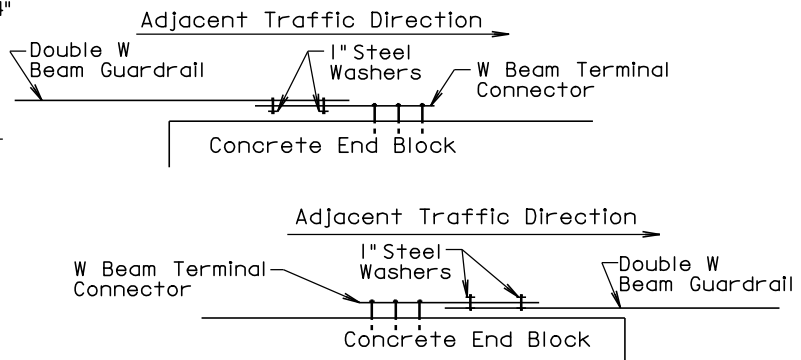 4"
Adjacent Traffic Direction
Double W
Beam Guardrail
1" Steel
Washers
W Beam Terminal
Connector
Concrete End Block
Adjacent Traffic Direction
1" Steel
Washers
W Beam Terminal
Connector
Double W
Beam Guardrail
Concrete End Block